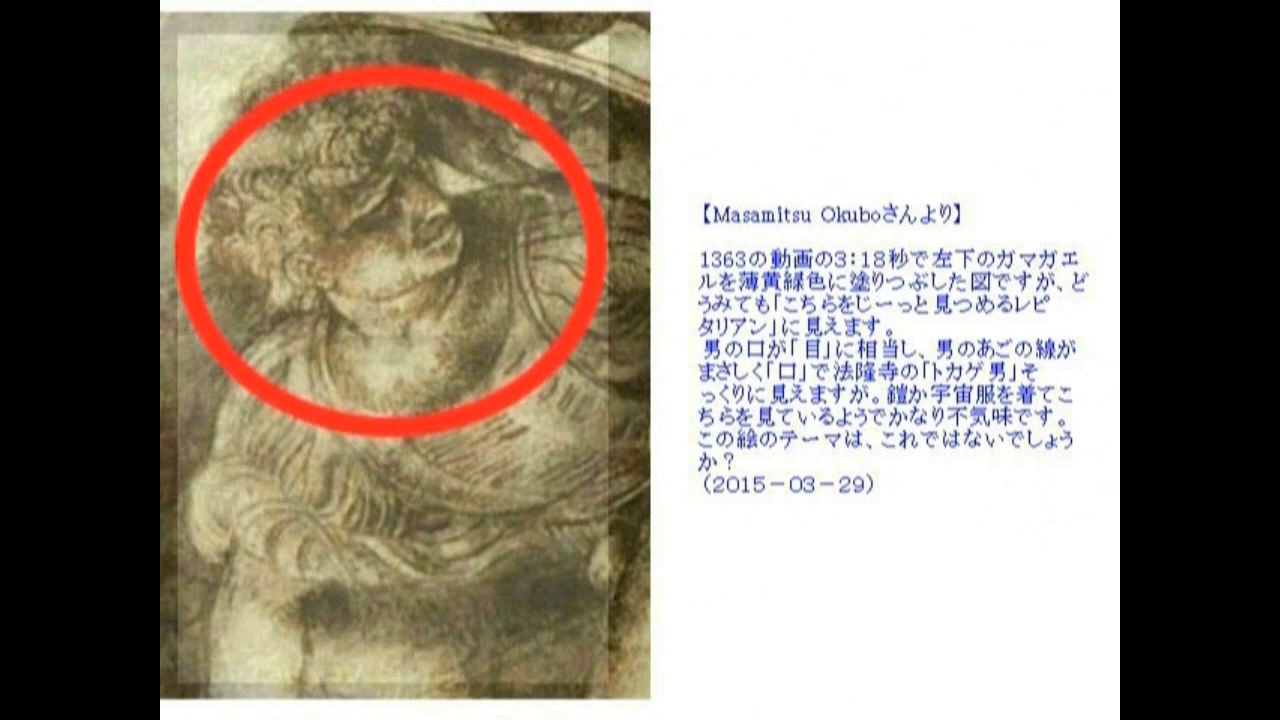 【Masamitsu Okuboさんより】
1363の動画の3:18秒で左下のガマガエ
ルを薄黄緑色に塗りつぶした図ですが、ど
うみても「こちらをじーっと見つめるレピ
タリアン」に見えます。
男の口が「目」に相当し、男のあごの線が
まさしく「口」で法隆寺の「トカゲ男」そ
っくりに見えますが。鎧か宇宙服を着てこ
ちらを見ているようでかなり不気味です。
この絵のテーマは、これではないでしょう
か?
(2015-03-29)